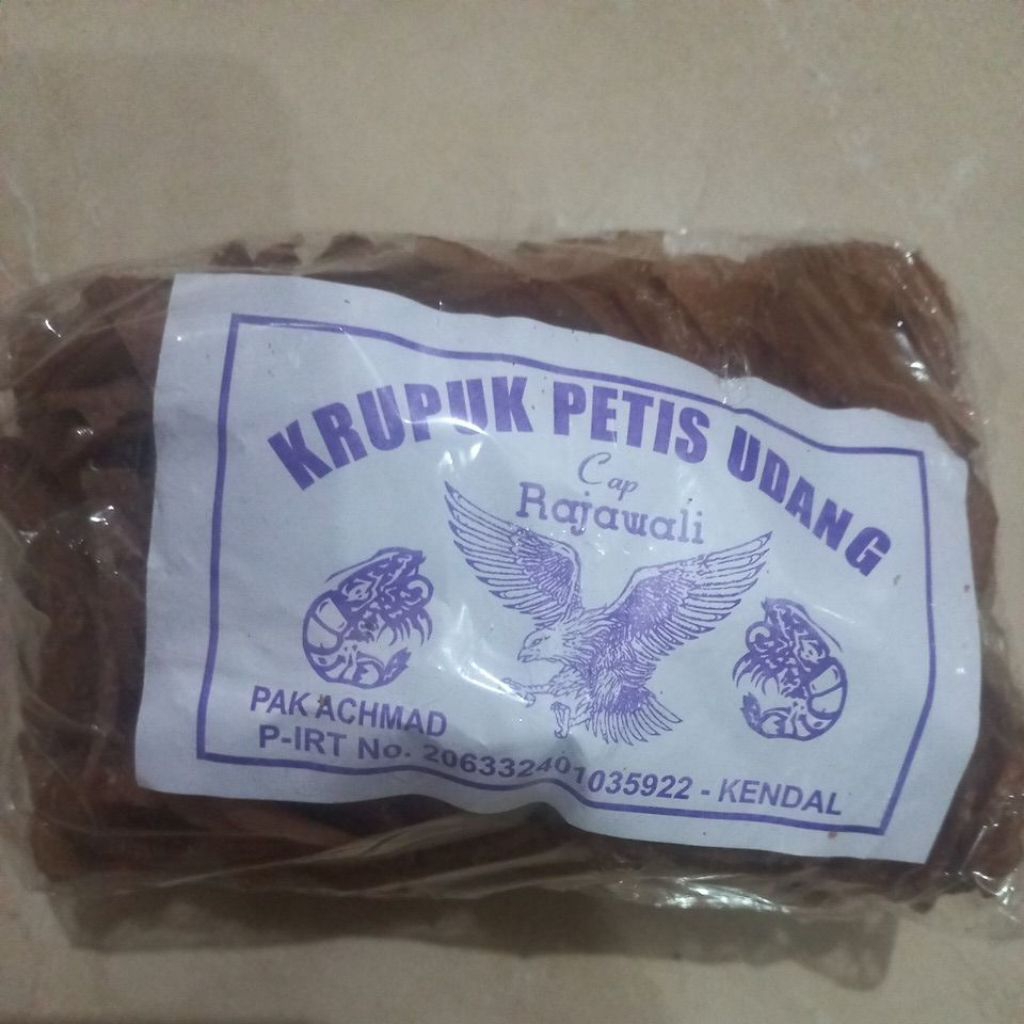 KRUPUK PETIS UDANG
Cap
Rajawali
PAK ACHMAD
P-IRT No. 206332401035922 - KENDAL